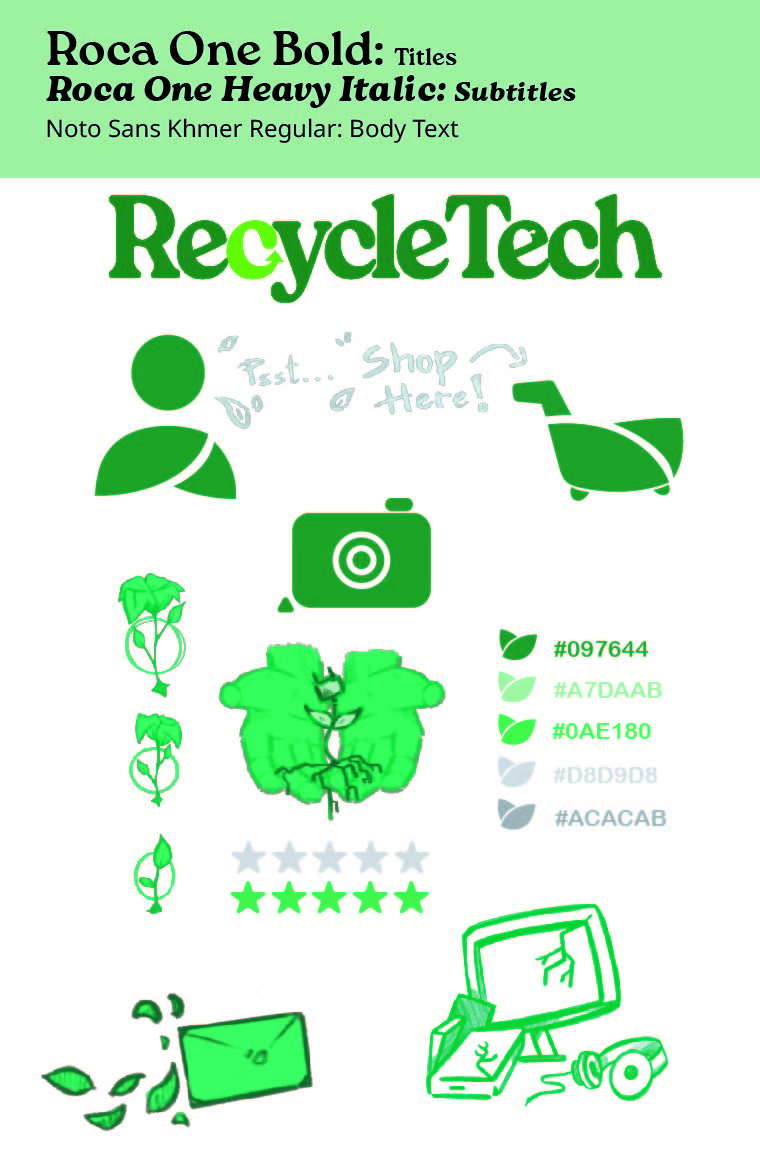 Roca One Bold: Titles
Roca One Heavy Italic: Subtitles
Noto Sans Khmer Regular: Body Text
RecycleTech
Psst... Shop
Here!
#097644
#A7DAAB
#0AE180
#D8D9D8
#ACACAB